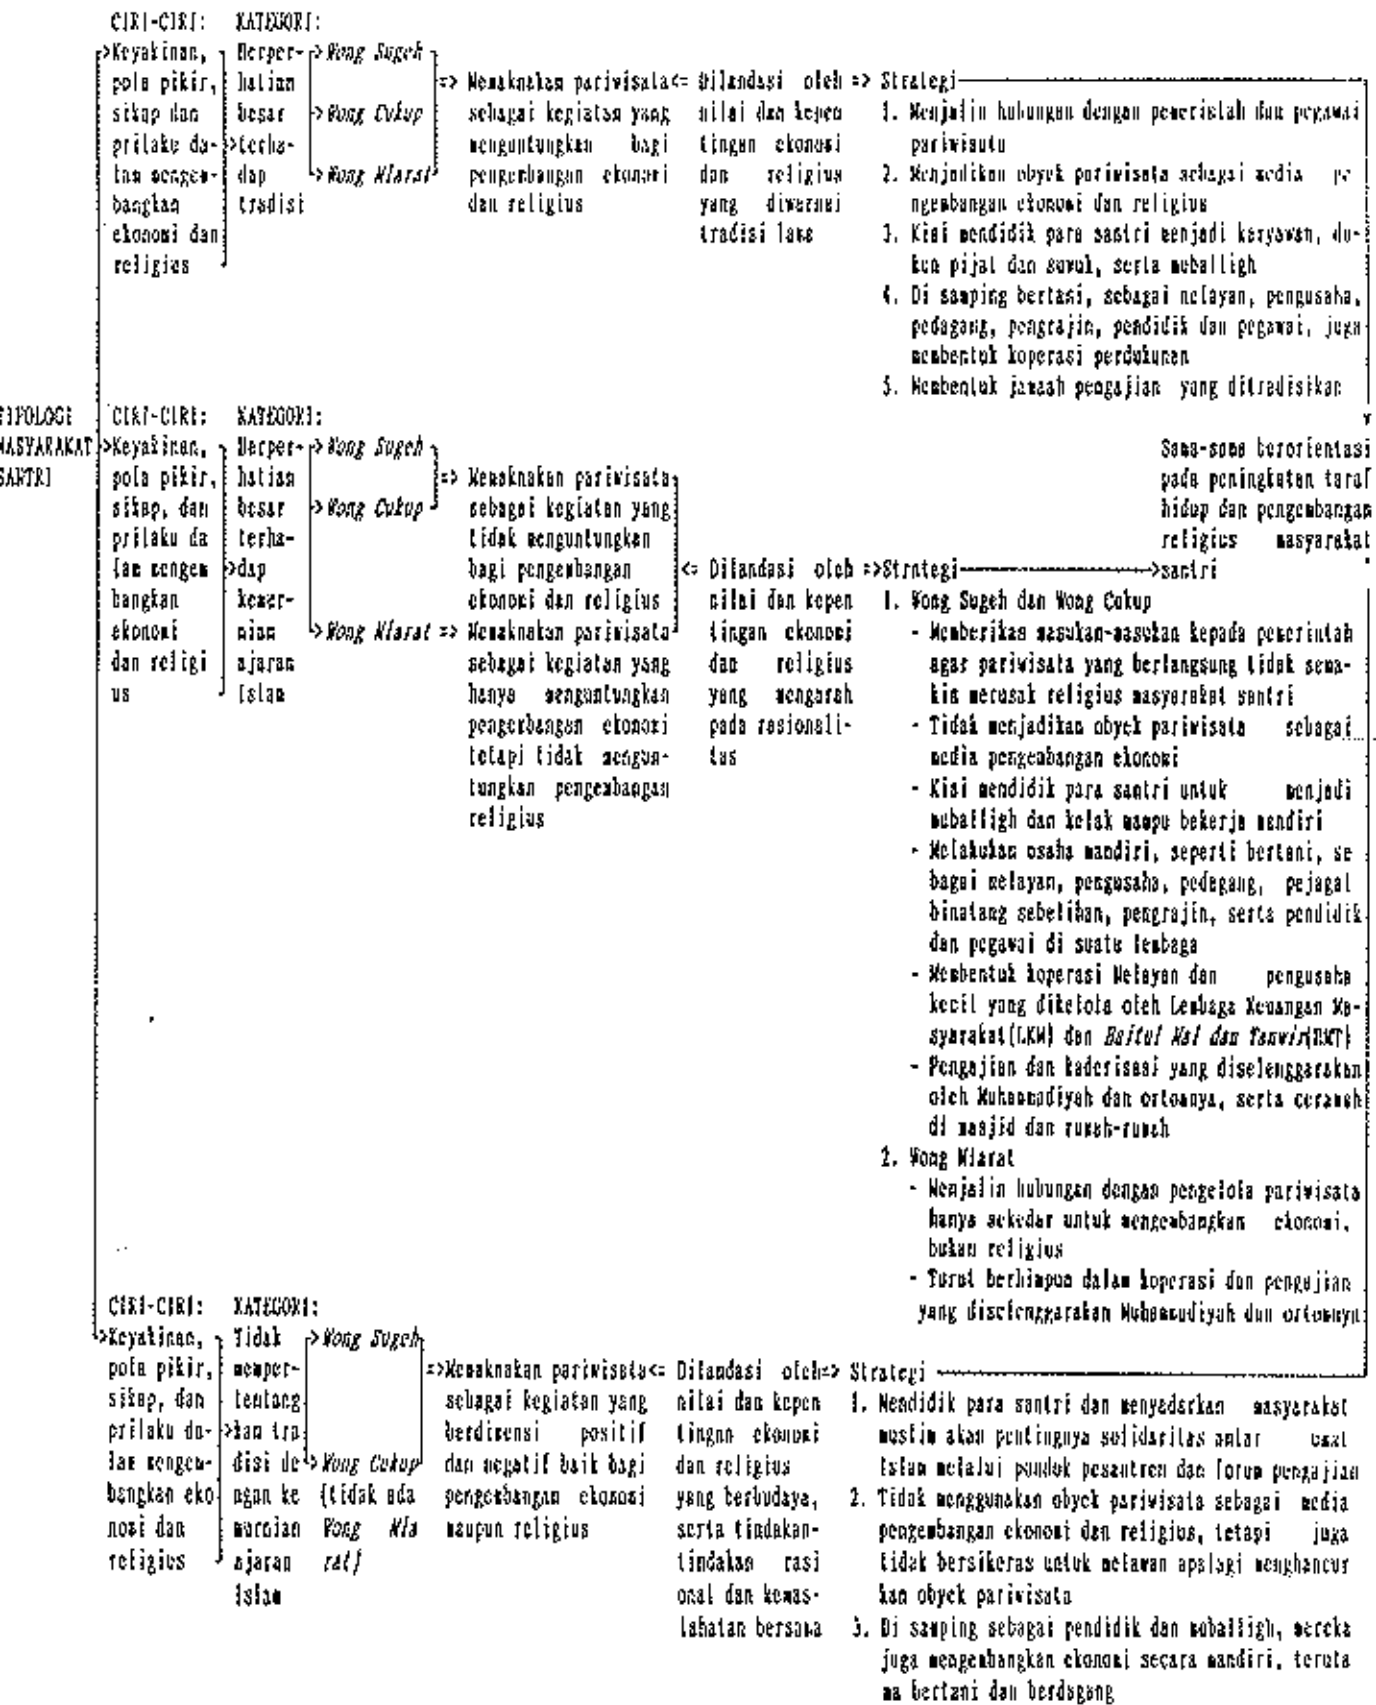 CIRI-CIRI:
Keyakinan,
pola pikir,
sikap dan
prilaku da-
lam mengem-
bangkan
ekonomi dan
religius
KATEGORI:
Berper-
hatian
besar
terha-
dap
tradisi
Wong Sugeh
Wong Cukup
Wong Mlarat
=> Memaknakan pariwisata<=
sebagai kegiatan yang
menguntungkan bagi
pengembangan ekonomi
dan religius
Dilandasi oleh =>
nilai dan kepen
tingan ekonomi
dan religius
yang diwarnai
tradisi lama
Strategi
1. Menjalin hubungan dengan pemerintah dan pegawai
pariwisata
2. Menjadikan obyek pariwisata sebagai media pe
ngembangan ekonomi dan religius
3. Kiai mendidik para santri menjadi karyawan, du-
kun pijat dan suwuk, serta muballigh
4. Di samping bertani, sebagai nelayan, pengusaha,
pedagang, pengrajin, pendidik dan pegawai, juga
membentuk koperasi perdukunan
5. Membentuk jamaah pengajian yang ditradisikan
TIPOLOGI
MASYARAKAT
SANTRI
CIRI-CIRI:
Keyakinan,
pola pikir,
sikap, dan
prilaku da
lam mengem
bangkan
ekonomi
dan religi
us
KATEGORI:
Berper-
hatian
besar
terha-
dap
kemur-
nian
ajaran
Islam
Wong Sugeh
Wong Cukup
Wong Mlarat =>
=> Memaknakan pariwisata
sebagai kegiatan yang
tidak menguntungkan
bagi pengembangan
ekonomi dan religius
Memaknakan pariwisata
sebagai kegiatan yang
hanya menguntungkan
pengembangan ekonomi
tetapi tidak mengun-
tungkan pengembangan
religius
<= Dilandasi oleh =>
nilai dan kepen
tingan ekonomi
dan religius
yang mengarah
pada rasionali-
tas
Sama-sama berorientasi
pada peningkatan taraf
hidup dan pengembangan
religius masyarakat
santri
Strategi
1. Wong Sugeh dan Wong Cukup
- Memberikan masukan-masukan kepada pemerintah
agar pariwisata yang berlangsung tidak sema-
kin merusak religius masyarakat santri
- Tidak menjadikan obyek pariwisata sebagai
media pengembangan ekonomi
- Kiai mendidik para santri untuk menjadi
muballigh dan kelak mampu bekerja mandiri
- Melakukan usaha mandiri, seperti bertani, se
bagai nelayan, pengusaha, pedagang, pejagal
binatang sebelihan, pengrajin, serta pendidik
dan pegawai di suatu lembaga
- Membentuk koperasi Nelayan dan pengusaha
kecil yang dikelola oleh Lembaga Keuangan Ma-
syarakat(LKM) dan Baitul Mal dan Tamwil(BMT)
- Pengajian dan kaderisasi yang diselenggarakan
oleh Muhammadiyah dan ortomnya, serta ceramah
di masjid dan rumah-rumah
2. Wong Mlarat
- Menjalin hubungan dengan pengelola pariwisata
hanya sekedar untuk mengembangkan ekonomi,
bukan religius
- Turut berhimpun dalam koperasi dan pengajian
yang diselenggarakan Muhammadiyah dan ortomnya
CIRI-CIRI:
Keyakinan,
pola pikir,
sikap, dan
prilaku da-
lam mengem-
bangkan eko
nomi dan
religius
KATEGORI:
Tidak
memper-
tentang
kan tra
disi de
ngan ke
murnian
ajaran
Islam
Wong Sugeh
Wong Cukup
(tidak ada
Wong Mla
rat)
=>Memaknakan pariwisata<=
sebagai kegiatan yang
berdimensi positif
dan negatif baik bagi
pengembangan ekonomi
maupun religius
Dilandasi oleh=>
nilai dan kepen
tingan ekonomi
dan religius
yang berbudaya,
serta tindakan-
tindakan rasi
onal dan kemas-
lahatan bersama
Strategi
1. Mendidik para santri dan menyadarkan masyarakat
muslim akan pentingnya solidaritas antar umat
Islam melalui pondok pesantren dan forum pengajian
2. Tidak menggunakan obyek pariwisata sebagai media
pengembangan ekonomi dan religius, tetapi juga
tidak bersikeras untuk melawan apalagi menghancur
kan obyek pariwisata
3. Di samping sebagai pendidik dan muballigh, mereka
juga mengembangkan ekonomi secara mandiri, teruta
ma bertani dan berdagang